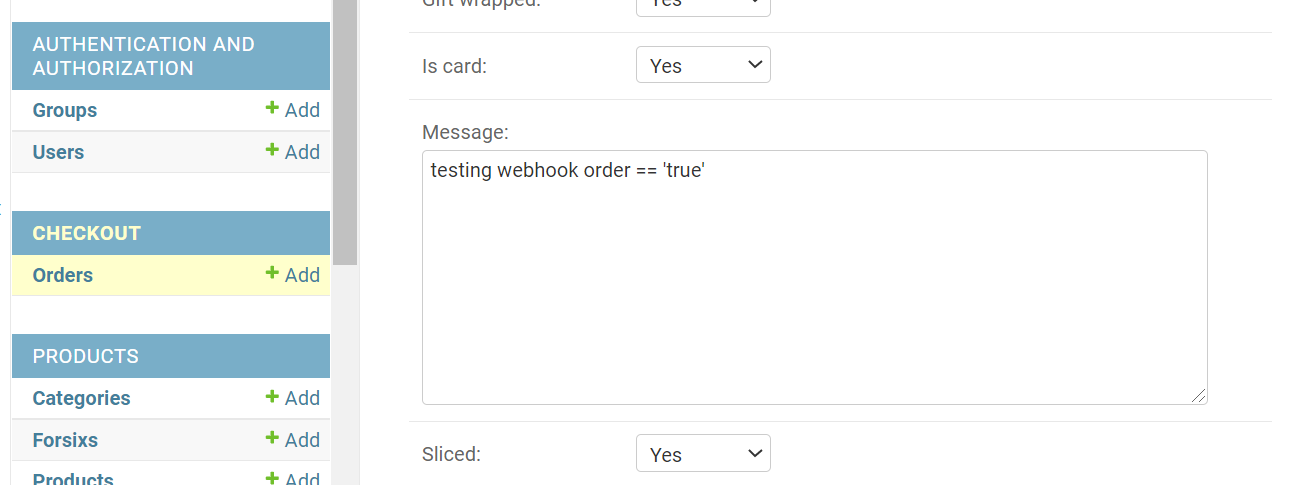 Gift wrapped:
Yes
AUTHENTICATION AND
AUTHORIZATION
Groups
Add
Users
Add
CHECKOUT
Orders
Add
PRODUCTS
Categories
Add
Forsixs
Add
Products
Add
Is card:
Yes
Message:
testing webhook order == 'true'
Sliced:
Yes